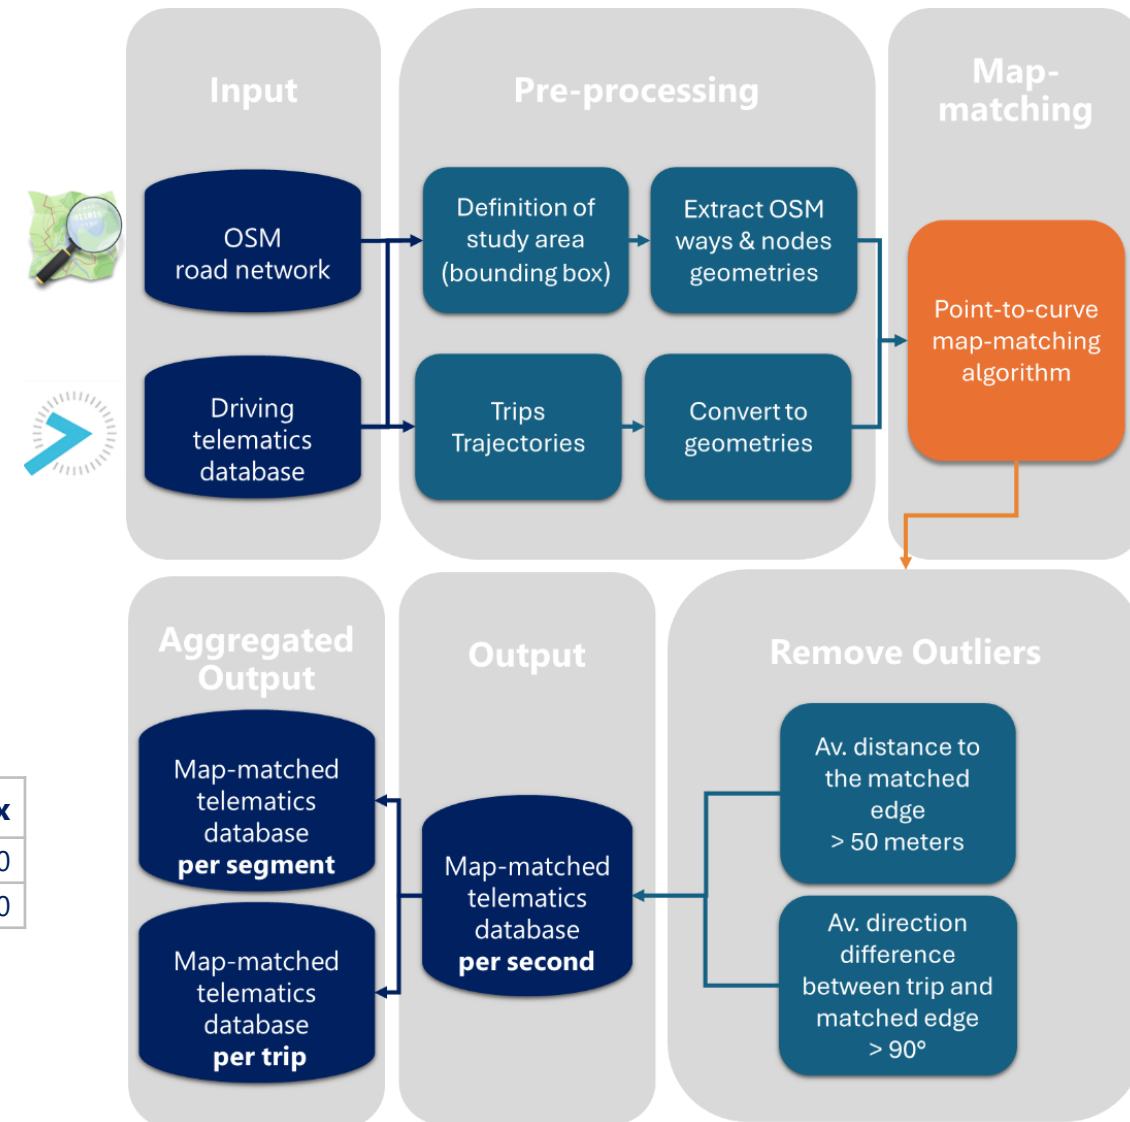 Input
Pre-processing
Map-
matching
OSM
road network
Definition of
study area
(bounding box)
Extract OSM
ways & nodes
geometries
Point-to-curve
map-matching
algorithm
Driving
telematics
database
Trips
Trajectories
Convert to
geometries
Aggregated
Output
Output
Remove Outliers
Map-matched
telematics
database
per segment
Map-matched
telematics
database
per trip
Map-matched
telematics
database
per second
Av. distance to
the matched
edge
> 50 meters
Av. direction
difference
between trip and
matched edge
> 90°
x
0
0